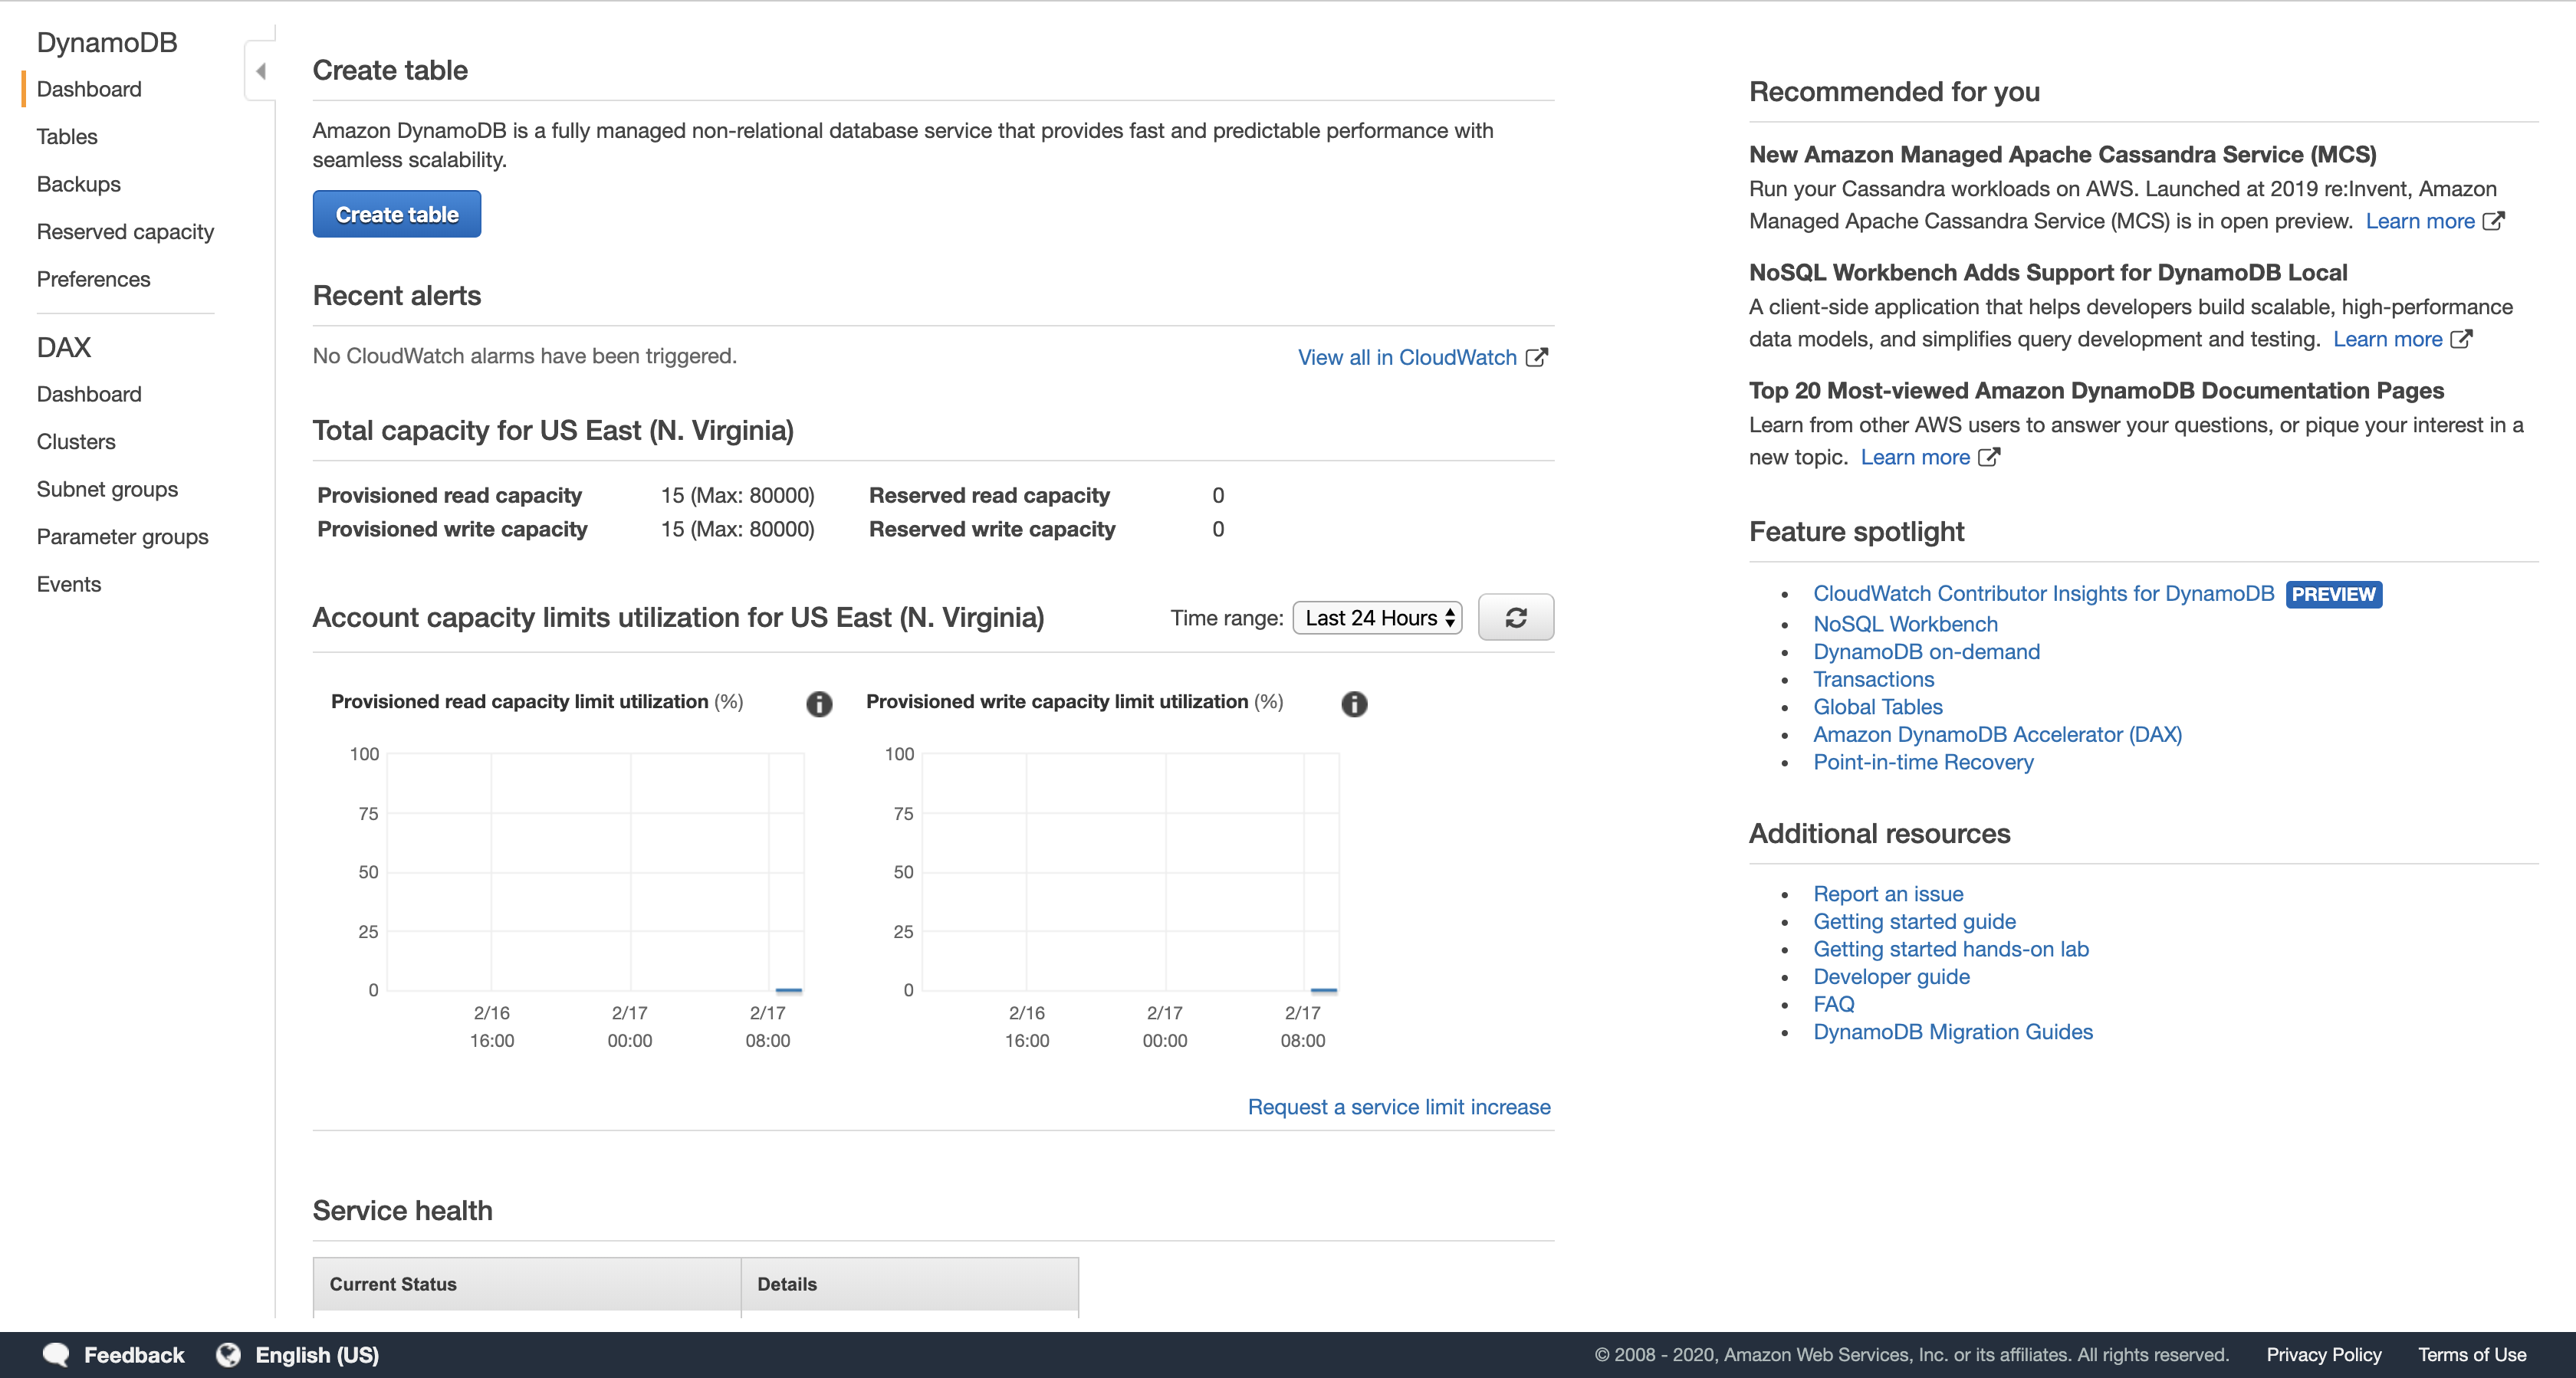 DynamoDB
Dashboard
Tables
Backups
Reserved capacity
Preferences
DAX
Dashboard
Clusters
Subnet groups
Parameter groups
Events
Create table
Amazon DynamoDB is a fully managed non-relational database service that provides fast and predictable performance with
seamless scalability.
Create table
Recent alerts
No CloudWatch alarms have been triggered.
View all in CloudWatch
Total capacity for US East (N. Virginia)
Provisioned read capacity 15 (Max: 80000) Reserved read capacity 0
Provisioned write capacity 15 (Max: 80000) Reserved write capacity 0
Account capacity limits utilization for US East (N. Virginia) Time range: Last 24 Hours
Provisioned read capacity limit utilization (%)
100
75
50
25
0
2/16 2/17 2/17
16:00 00:00 08:00
Provisioned write capacity limit utilization (%)
100
75
50
25
0
2/16 2/17 2/17
16:00 00:00 08:00
Request a service limit increase
Service health
Current Status Details
Recommended for you
New Amazon Managed Apache Cassandra Service (MCS)
Run your Cassandra workloads on AWS. Launched at 2019 re:Invent, Amazon
Managed Apache Cassandra Service (MCS) is in open preview. Learn more
NoSQL Workbench Adds Support for DynamoDB Local
A client-side application that helps developers build scalable, high-performance
data models, and simplifies query development and testing. Learn more
Top 20 Most-viewed Amazon DynamoDB Documentation Pages
Learn from other AWS users to answer your questions, or pique your interest in a
new topic. Learn more
Feature spotlight
CloudWatch Contributor Insights for DynamoDB PREVIEW
NoSQL Workbench
DynamoDB on-demand
Transactions
Global Tables
Amazon DynamoDB Accelerator (DAX)
Point-in-time Recovery
Additional resources
Report an issue
Getting started guide
Getting started hands-on lab
Developer guide
FAQ
DynamoDB Migration Guides
Feedback English (US) © 2008 - 2020, Amazon Web Services, Inc. or its affiliates. All rights reserved. Privacy Policy Terms of Use